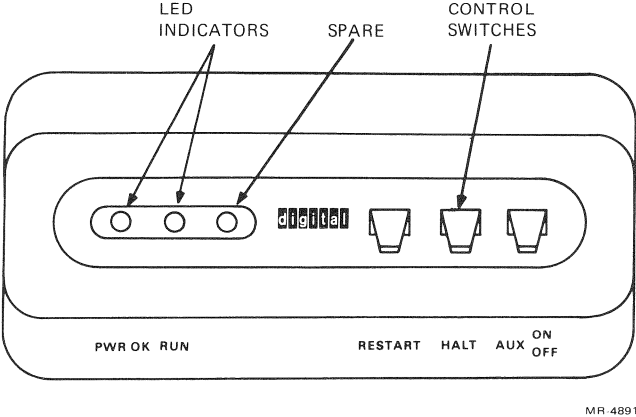 LED
INDICATORS
SPARE
CONTROL
SWITCHES
digital
PWR OK RUN
RESTART HALT AUX ON
OFF
MR-4891